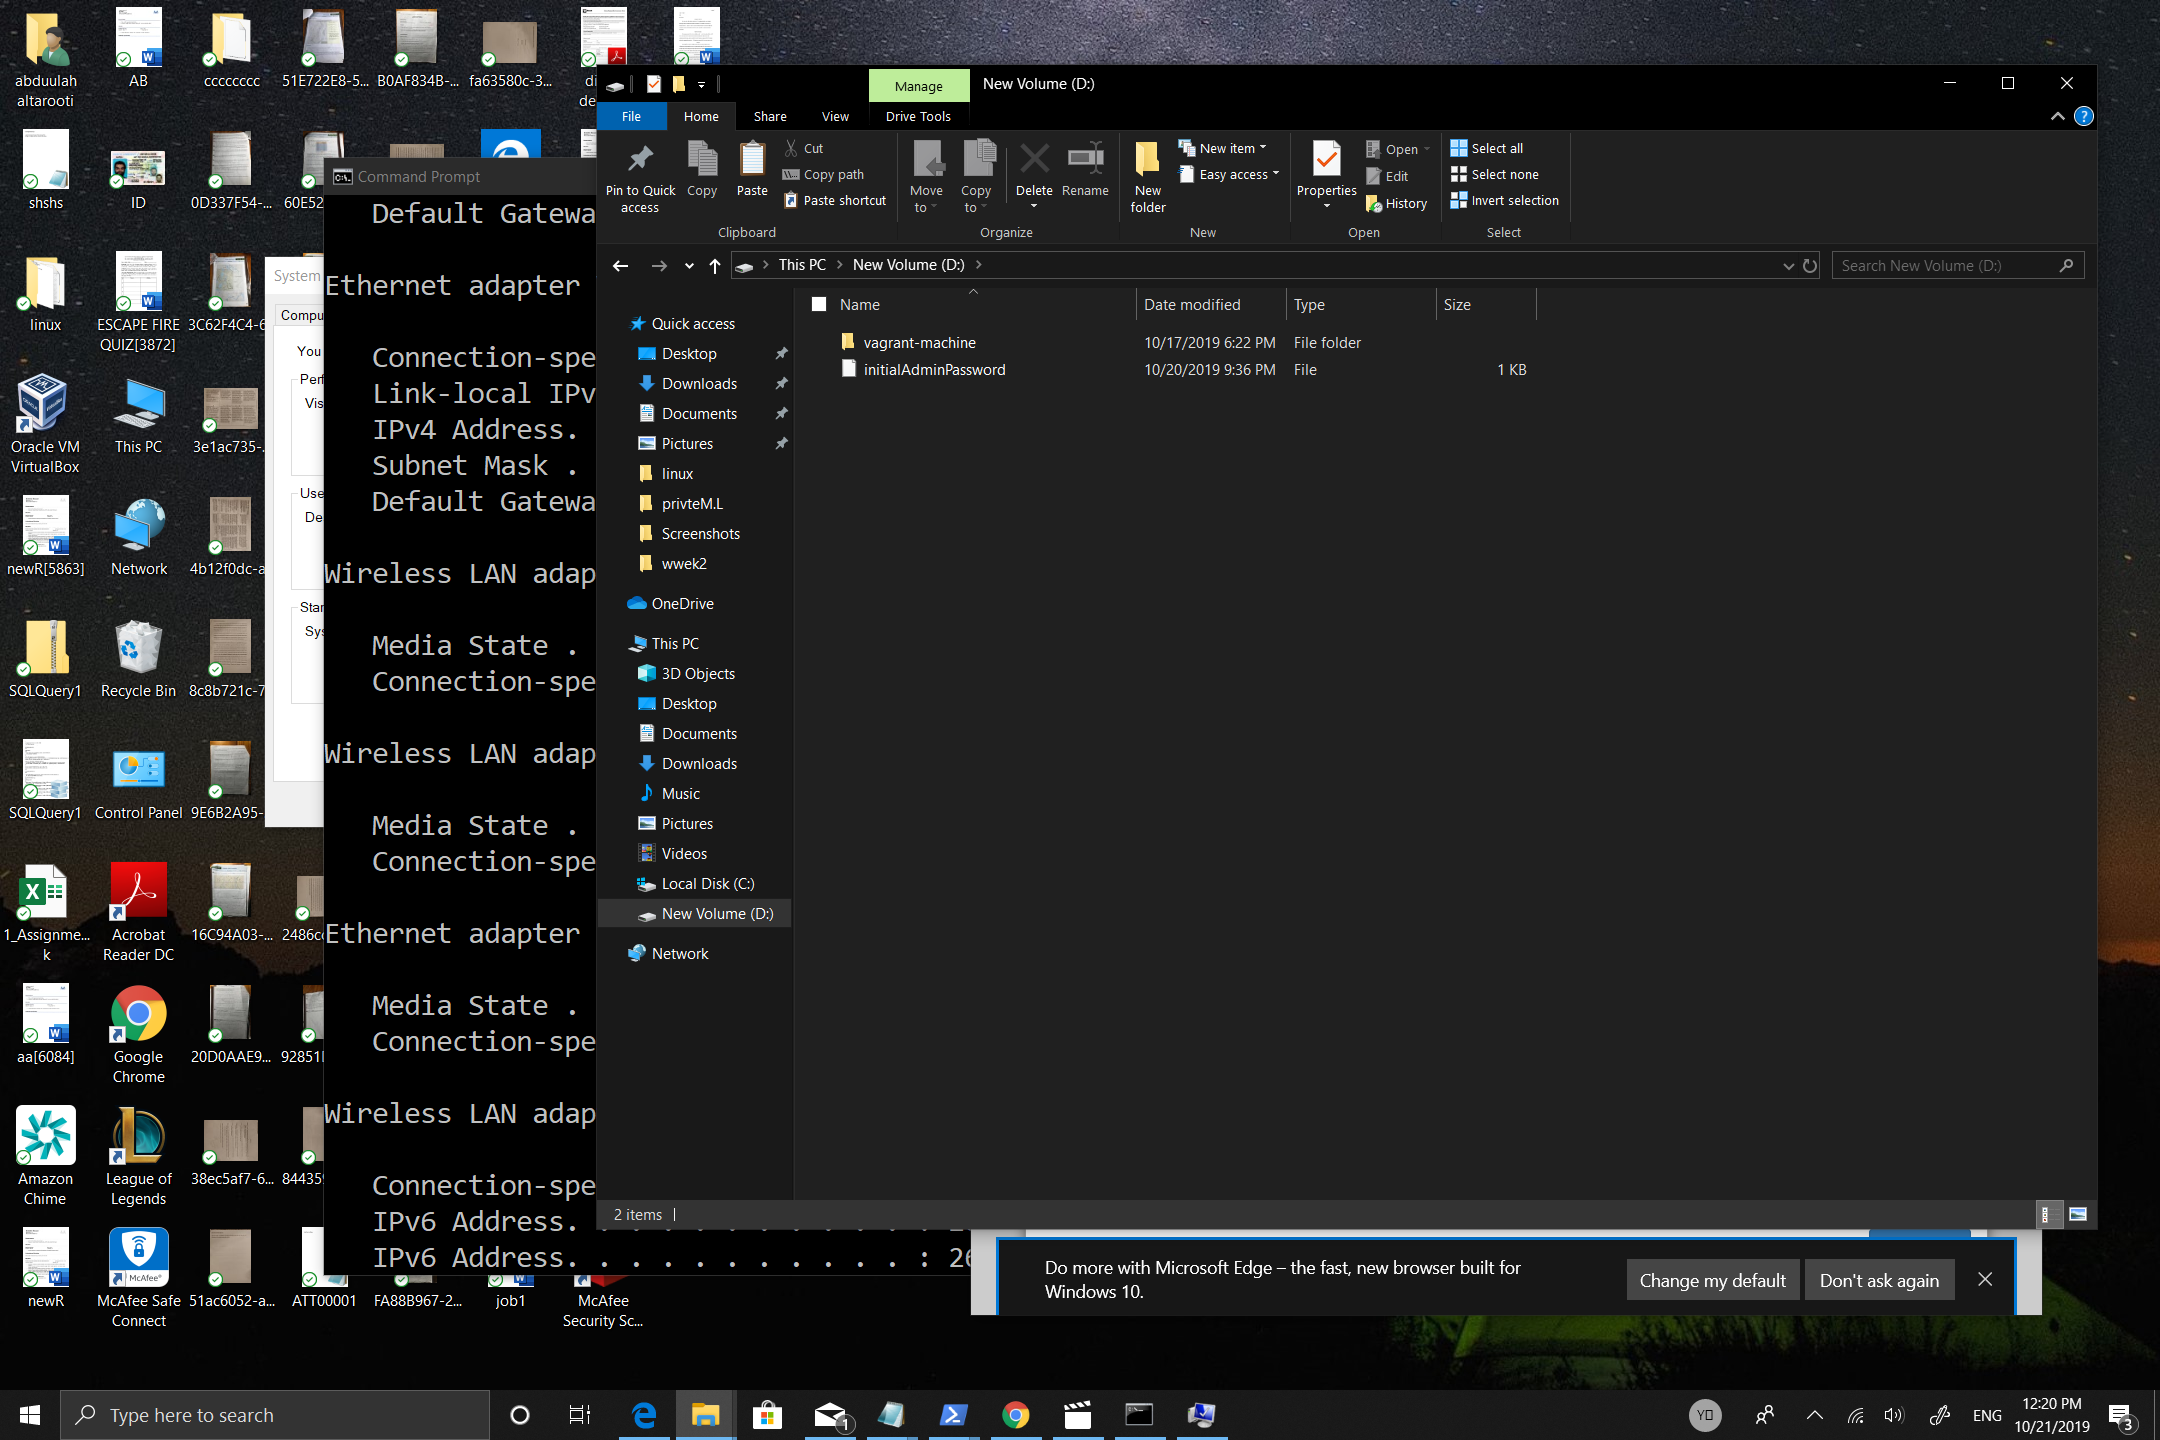 abduulah
altarooti
AB
cccccccc
51E722E8-5...
B0AF834B-...
fa63580c-3...
di
de
shshs
ID
0D337F54-...
60E52
linux
ESCAPE FIRE
QUIZ[3872]
3C62F4C4-6
Oracle VM
VirtualBox
This PC
3e1ac735-
newR[5863]
Network
4b12f0dc-a
SQLQuery1
Recycle Bin
8c8b721c-7
SQLQuery1
Control Panel
9E6B2A95-
1_Assignme...
k
Acrobat
Reader DC
16C94A03-...
2486c
aa[6084]
Google
Chrome
20D0AAE9...
9285
Amazon
Chime
League of
Legends
38ec5af7-6...
84435
newR
McAfee Safe
Connect
51ac6052-a...
ATT00001
FA88B967-2...
job1
McAfee
Security Sc...
System
Compu
You
Perf
Vis
Use
De
Star
Sys
Command Prompt
Default Gatewa
Ethernet adapter
Connection-spe
Link-local IPv
IPv4 Address.
Subnet Mask .
Default Gatewa
Wireless LAN adap
Media State .
Connection-spe
Wireless LAN adap
Media State .
Connection-spe
Ethernet adapter
Media State .
Connection-spe
Wireless LAN adap
Connection-spe
IPv6 Address. . . . . . . . . . . :
IPv6 Address. . . . . . . . . . . : 26
Manage
New Volume (D:)
File
Home
Share
View
Drive Tools
Pin to Quick
access
Copy
Paste
Cut
Copy path
Paste shortcut
Clipboard
Move
to
Copy
to
Delete
Rename
Organize
New
folder
New item
Easy access
New
Properties
Open
Edit
History
Open
Select all
Select none
Invert selection
Select
This PC > New Volume (D:) >
Search New Volume (D:)
Name
Date modified
Type
Size
vagrant-machine
10/17/2019 6:22 PM
File folder
initialAdminPassword
10/20/2019 9:36 PM
File
1 KB
Quick access
Desktop
Downloads
Documents
Pictures
linux
privteM.L
Screenshots
wwek2
OneDrive
This PC
3D Objects
Desktop
Documents
Downloads
Music
Pictures
Videos
Local Disk (C:)
New Volume (D:)
Network
2 items
Do more with Microsoft Edge – the fast, new browser built for
Windows 10.
Change my default
Don't ask again
Type here to search
1
ENG
12:20 PM
10/21/2019
3